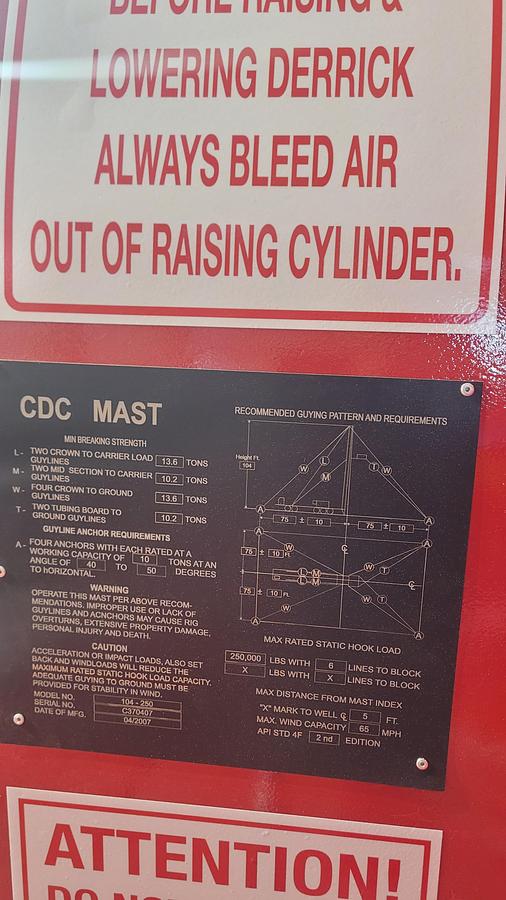 BEFORE RAISING &
LOWERING DERRICK
ALWAYS BLEED AIR
OUT OF RAISING CYLINDER.
CDC MAST
MIN BREAKING STRENGTH
L - TWO CROWN TO CARRIER LOAD GUYLINES 13.6 TONS
M - TWO MID SECTION TO CARRIER GUYLINES 10.2 TONS
W - FOUR CROWN TO GROUND GUYLINES 13.6 TONS
T - TWO TUBING BOARD TO GROUND GUYLINES 10.2 TONS
GUYLINE ANCHOR REQUIREMENTS
A - FOUR ANCHORS WITH EACH RATED AT A
WORKING CAPACITY OF 10 TONS AT AN
ANGLE OF 40 TO 50 DEGREES
TO hORIZONTAL.
WARNING
OPERATE THIS MAST PER ABOVE RECOM-
MENDATIONS. IMPROPER USE OR LACK OF
GUYLINES AND ACNCHORS MAY CAUSE RIG
OVERTURNS, EXTENSIVE PROPERTY DAMAGE,
PERSONAL INJURY AND DEATH.
CAUTION
ACCELERATION OR IMPACT LOADS, ALSO SET
BACK AND WINDLOADS WILL REDUCE THE
MAXIMUM RATED STATIC HOOK LOAD CAPACITY.
ADEQUATE GUYING TO GROUND MUST BE
PROVIDED FOR STABILITY IN WIND.
MODEL NO. 104 - 250
SERIAL NO. C370407
DATE OF MFG. 04/2007
RECOMMENDED GUYING PATTERN AND REQUIREMENTS
Height Ft.
104
W L M T W
A A
75 ± 10 75 ± 10
A A
75 ± 10 Ft.
W W
L M
L M
W T
W T
℄ ℄
75 ± 10 Ft.
W
A A
MAX RATED STATIC HOOK LOAD
250,000 LBS WITH 6 LINES TO BLOCK
X LBS WITH X LINES TO BLOCK
MAX DISTANCE FROM MAST INDEX
"X" MARK TO WELL ℄ 5 FT.
MAX. WIND CAPACITY 65 MPH
API STD 4F 2nd EDITION
ATTENTION!